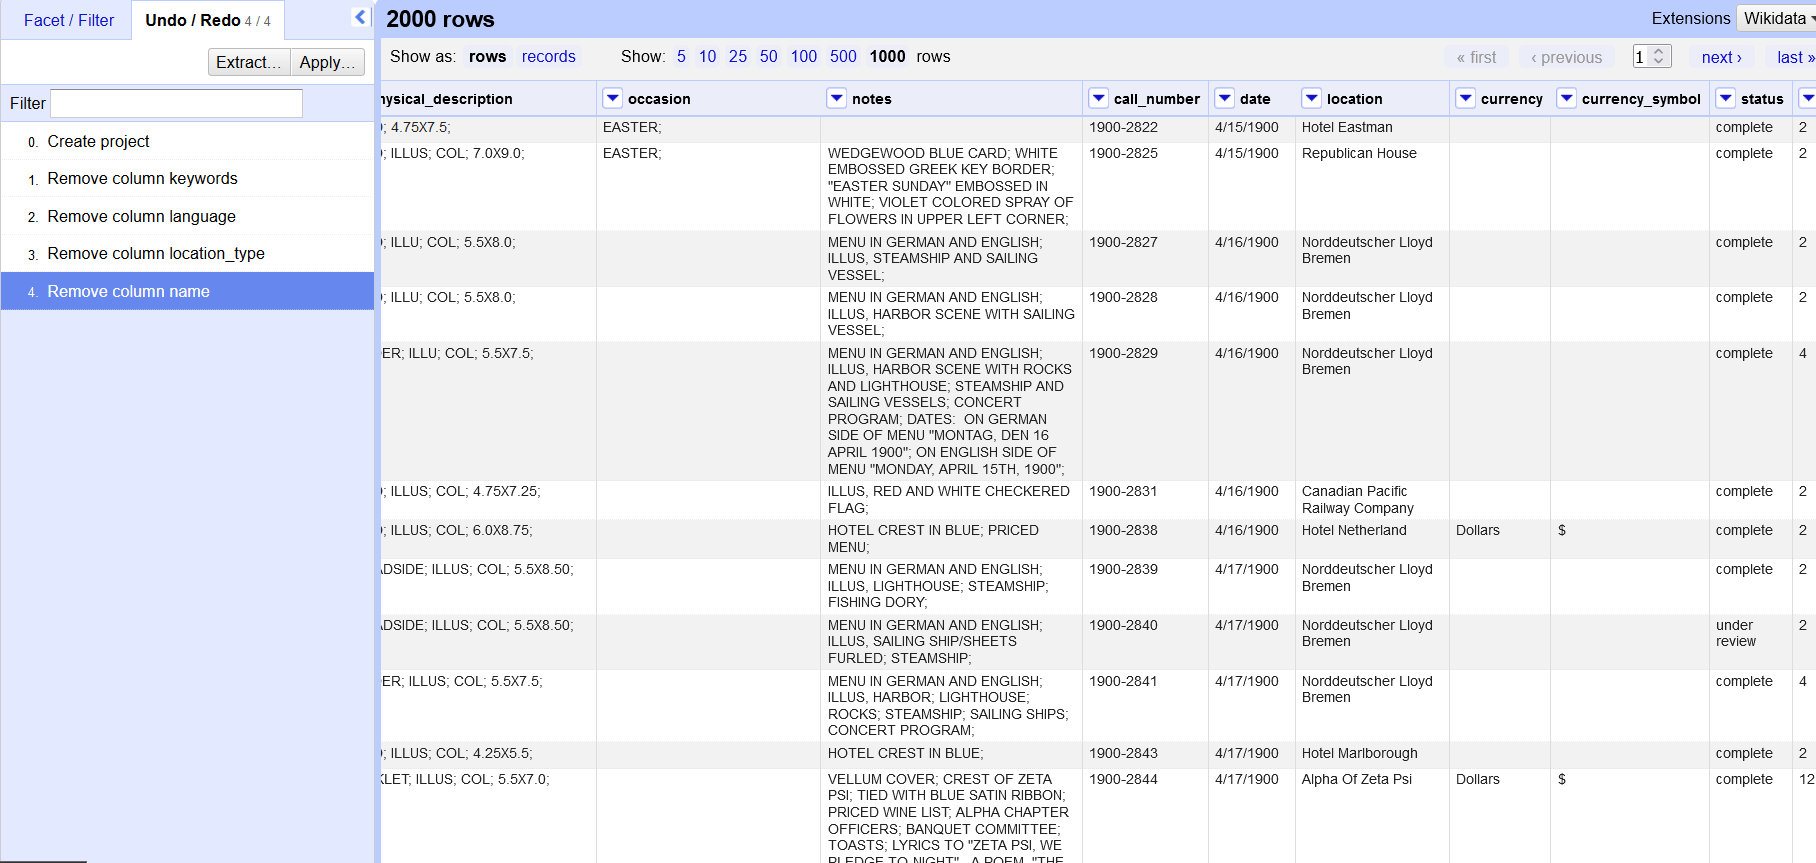 Facet / Filter Undo / Redo 4 / 4
Extract... Apply...
Filter
0. Create project
1. Remove column keywords
2. Remove column language
3. Remove column location_type
4. Remove column name
2000 rows Extensions Wikidata
Show as: rows records Show: 5 10 25 50 100 500 1000 rows « first ‹ previous 1 next › last »
hysical_description occasion notes call_number date location currency currency_symbol status
; 4.75X7.5; EASTER; 1900-2822 4/15/1900 Hotel Eastman complete 2
; ILLUS; COL; 7.0X9.0; EASTER; WEDGEWOOD BLUE CARD; WHITE 1900-2825 4/15/1900 Republican House complete 2
EMBOSSED GREEK KEY BORDER;
"EASTER SUNDAY" EMBOSSED IN
WHITE; VIOLET COLORED SPRAY OF
FLOWERS IN UPPER LEFT CORNER;
; ILLU; COL; 5.5X8.0; MENU IN GERMAN AND ENGLISH; 1900-2827 4/16/1900 Norddeutscher Lloyd complete 2
ILLUS, STEAMSHIP AND SAILING Bremen
VESSEL;
; ILLU; COL; 5.5X8.0; MENU IN GERMAN AND ENGLISH; 1900-2828 4/16/1900 Norddeutscher Lloyd complete 2
ILLUS, HARBOR SCENE WITH SAILING Bremen
VESSEL;
ER; ILLU; COL; 5.5X7.5; MENU IN GERMAN AND ENGLISH; 1900-2829 4/16/1900 Norddeutscher Lloyd complete 4
ILLUS, HARBOR SCENE WITH ROCKS Bremen
AND LIGHTHOUSE; STEAMSHIP AND
SAILING VESSELS; CONCERT
PROGRAM; DATES: ON GERMAN
SIDE OF MENU "MONTAG, DEN 16
APRIL 1900"; ON ENGLISH SIDE OF
MENU "MONDAY, APRIL 15TH, 1900";
; ILLUS; COL; 4.75X7.25; ILLUS, RED AND WHITE CHECKERED 1900-2831 4/16/1900 Canadian Pacific complete 2
FLAG; Railway Company
; ILLUS; COL; 6.0X8.75; HOTEL CREST IN BLUE; PRICED 1900-2838 4/16/1900 Hotel Netherland Dollars $ complete 2
MENU;
ADSIDE; ILLUS; COL; 5.5X8.50; MENU IN GERMAN AND ENGLISH; 1900-2839 4/17/1900 Norddeutscher Lloyd complete 2
ILLUS, LIGHTHOUSE; STEAMSHIP; Bremen
FISHING DORY;
ADSIDE; ILLUS; COL; 5.5X8.50; MENU IN GERMAN AND ENGLISH; 1900-2840 4/17/1900 Norddeutscher Lloyd under 2
ILLUS, SAILING SHIP/SHEETS Bremen review
FURLED; STEAMSHIP;
ER; ILLUS; COL; 5.5X7.5; MENU IN GERMAN AND ENGLISH; 1900-2841 4/17/1900 Norddeutscher Lloyd complete 4
ILLUS, HARBOR; LIGHTHOUSE; Bremen
ROCKS; STEAMSHIP; SAILING SHIPS;
CONCERT PROGRAM;
; ILLUS; COL; 4.25X5.5; HOTEL CREST IN BLUE; 1900-2843 4/17/1900 Hotel Marlborough complete 2
KLET; ILLUS; COL; 5.5X7.0; VELLUM COVER; CREST OF ZETA 1900-2844 4/17/1900 Alpha Of Zeta Psi Dollars $ complete 12
PSI; TIED WITH BLUE SATIN RIBBON;
PRICED WINE LIST; ALPHA CHAPTER
OFFICERS; BANQUET COMMITTEE;
TOASTS; LYRICS TO "ZETA PSI, WE
PLEDGE TO-NIGHT", A POEM, "THE